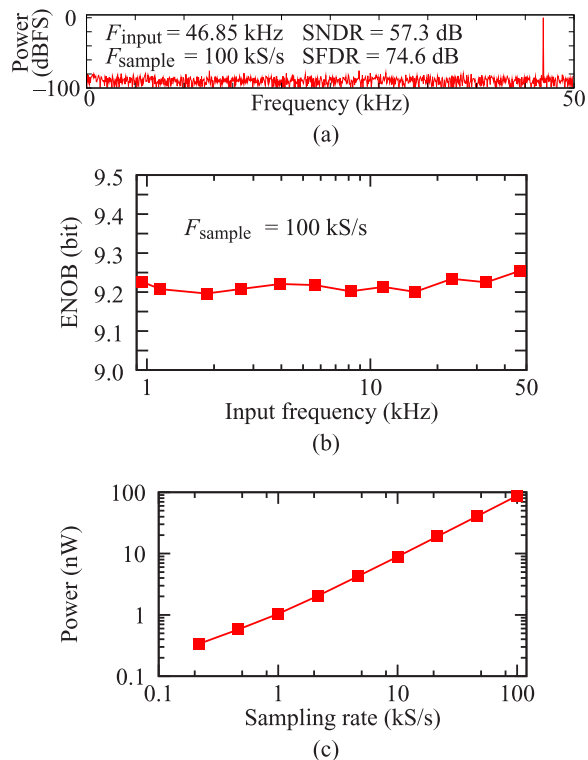 0
Power
(dBFS)
−100
Finput = 46.85 kHz SNDR = 57.3 dB
Fsample = 100 kS/s SFDR = 74.6 dB
0
Frequency (kHz)
50
(a)
9.5
9.4
9.3
9.2
9.1
9.0
ENOB (bit)
Fsample = 100 kS/s
1
10
50
Input frequency (kHz)
(b)
100
10
1
0.1
Power (nW)
0.1
1
10
100
Sampling rate (kS/s)
(c)